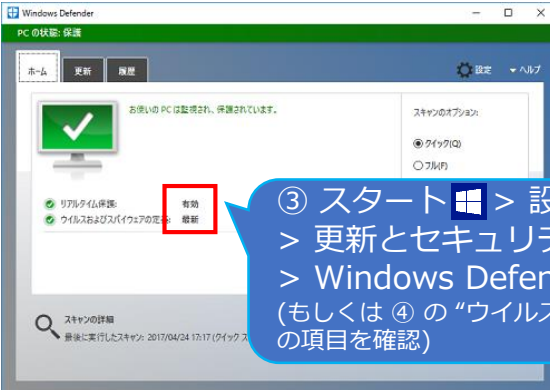 Windows Defender
PC の状態: 保護
ホーム 更新 履歴 設定 ヘルプ
お使いの PC は監視され、保護されています。
スキャンのオプション:
クイック(Q)
フル(F)
リアルタイム保護: 有効
ウイルスおよびスパイウェアの定義: 最新
③ スタート > 設
> 更新とセキュリテ
> Windows Defen
(もしくは ④ の “ウイルス
の項目を確認)
スキャンの詳細
最後に実行したスキャン: 2017/04/24 17:17 (クイック ス